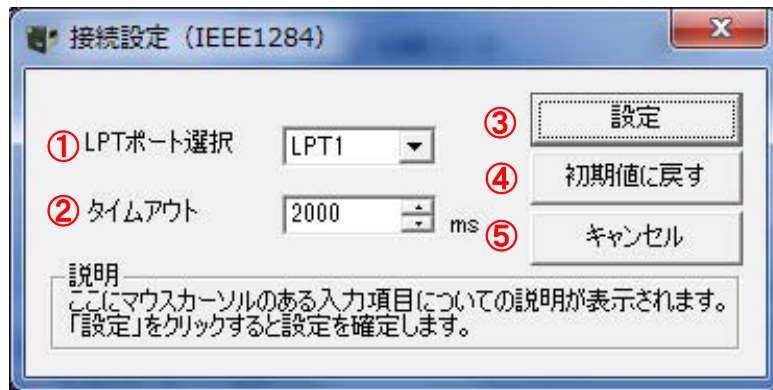 接続設定（IEEE1284）
① LPTポート選択 LPT1
② タイムアウト 2000 ms
③ 設定
④ 初期値に戻す
⑤ キャンセル
説明
ここにマウスカーソルのある入力項目についての説明が表示されます。
「設定」をクリックすると設定を確定します。